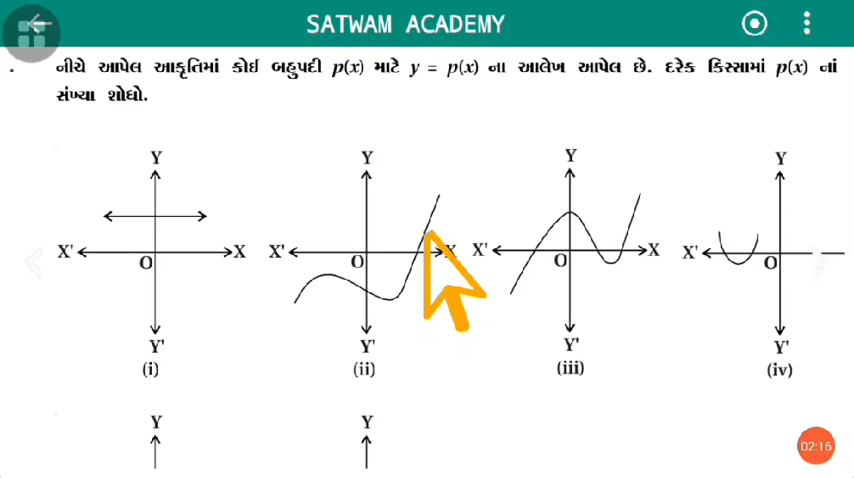 SATWAM ACADEMY
. નીચે આપેલ આકૃતિમાં કોઈ બહુપદી p(x) માટે y = p(x) ના આલેખ આપેલ છે. દરેક કિસ્સામાં p(x) નાં
સંખ્યા શોધો.
Y Y Y Y
X' O X X' O X X' O X X' O
Y' Y' Y' Y'
(i) (ii) (iii) (iv)
Y Y
02:16